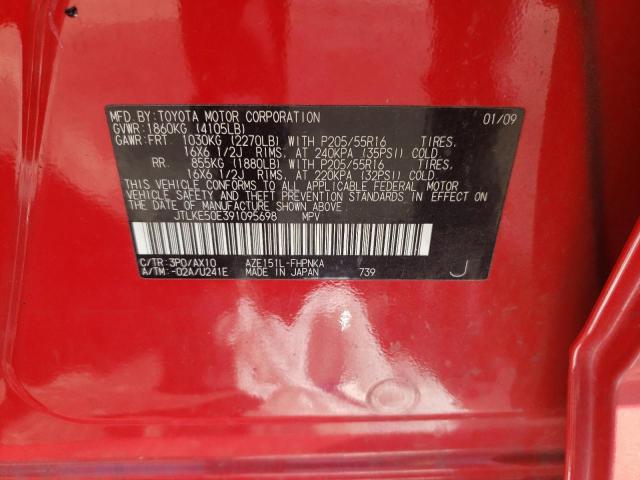 MFD. BY: TOYOTA MOTOR CORPORATION 01/09
GVWR: 1860KG (4105LB)
GAWR: FRT. 1030KG (2270LB) WITH P205/55R16 TIRES,
16X6 1/2J RIMS, AT 240KPA (35PSI) COLD
RR. 855KG (1880LB) WITH P205/55R16 TIRES,
16X6 1/2J RIMS, AT 220KPA (32PSI) COLD
THIS VEHICLE CONFORMS TO ALL APPLICABLE FEDERAL MOTOR
VEHICLE SAFETY AND THEFT PREVENTION STANDARDS IN EFFECT ON
THE DATE OF MANUFACTURE SHOWN ABOVE.
JTLKE50E391095698 MPV
C/TR: 3P0/AX10 AZE151L-FHPNKA
A/TM: -02A/U241E MADE IN JAPAN 739 J